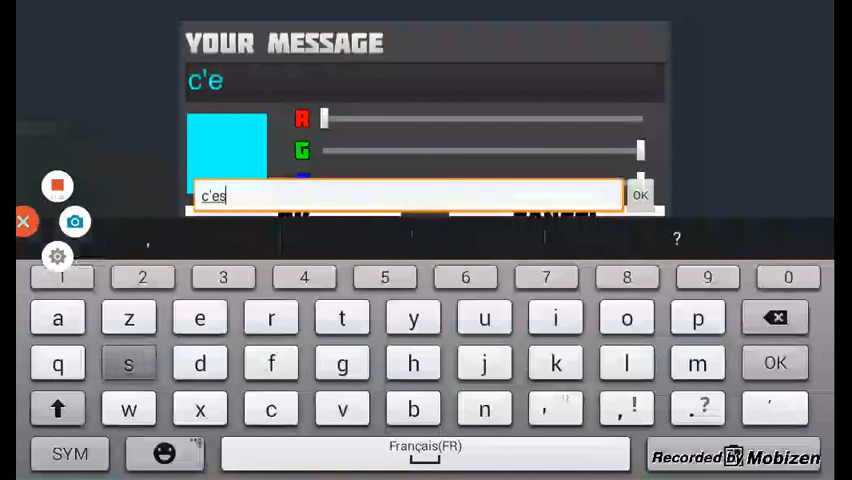 YOUR MESSAGE
c'e
R
G
c'es
OK
, ' ?
1 2 3 4 5 6 7 8 9 0
a z e r t y u i o p
q s d f g h j k l m OK
w x c v b n ' ,! .? '
SYM
Français(FR)
Recorded by Mobizen